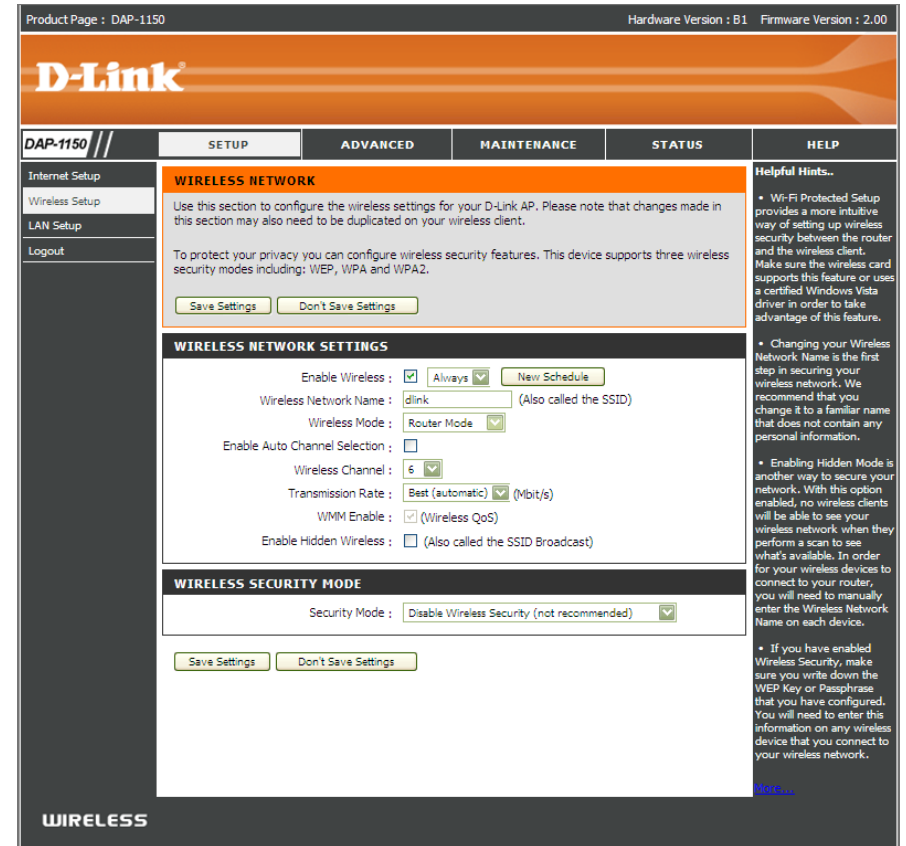 Product Page : DAP-1150
Hardware Version : B1 Firmware Version : 2.00
D-Link®
DAP-1150
SETUP
ADVANCED
MAINTENANCE
STATUS
HELP
Internet Setup
Wireless Setup
LAN Setup
Logout
WIRELESS NETWORK
Use this section to configure the wireless settings for your D-Link AP. Please note that changes made in
this section may also need to be duplicated on your wireless client.
To protect your privacy you can configure wireless security features. This device supports three wireless
security modes including: WEP, WPA and WPA2.
Save Settings Don't Save Settings
WIRELESS NETWORK SETTINGS
Enable Wireless : Always New Schedule
Wireless Network Name : dlink (Also called the SSID)
Wireless Mode : Router Mode
Enable Auto Channel Selection :
Wireless Channel : 6
Transmission Rate : Best (automatic) (Mbit/s)
WMM Enable : (Wireless QoS)
Enable Hidden Wireless : (Also called the SSID Broadcast)
WIRELESS SECURITY MODE
Security Mode : Disable Wireless Security (not recommended)
Save Settings Don't Save Settings
Helpful Hints..
• Wi-Fi Protected Setup
provides a more intuitive
way of setting up wireless
security between the router
and the wireless client.
Make sure the wireless card
supports this feature or uses
a certified Windows Vista
driver in order to take
advantage of this feature.
• Changing your Wireless
Network Name is the first
step in securing your
wireless network. We
recommend that you
change it to a familiar name
that does not contain any
personal information.
• Enabling Hidden Mode is
another way to secure your
network. With this option
enabled, no wireless clients
will be able to see your
wireless network when they
perform a scan to see
what's available. In order
for your wireless devices to
connect to your router,
you will need to manually
enter the Wireless Network
Name on each device.
• If you have enabled
Wireless Security, make
sure you write down the
WEP Key or Passphrase
that you have configured.
You will need to enter this
information on any wireless
device that you connect to
your wireless network.
More...
WIRELESS